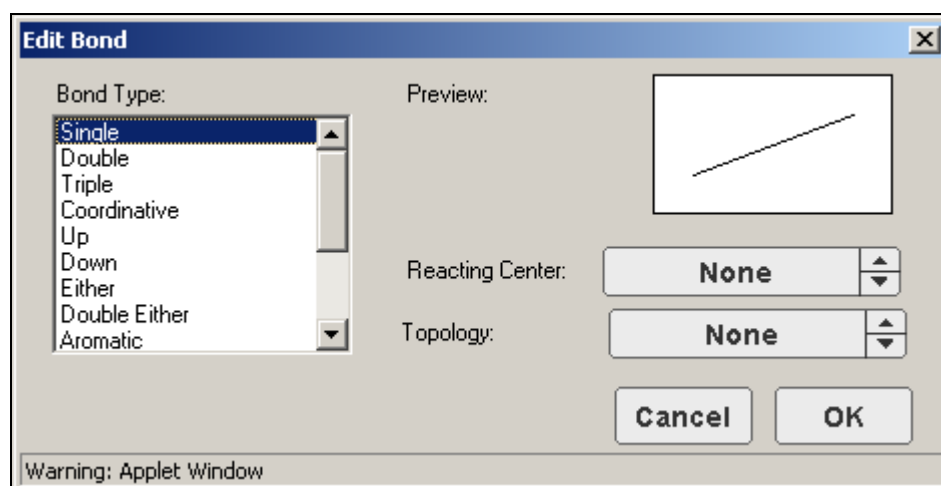 Edit Bond
Bond Type:
Preview:
Single
Double
Triple
Coordinative
Up
Down
Either
Double Either
Aromatic
Reacting Center:
None
Topology:
None
Cancel
OK
Warning: Applet Window